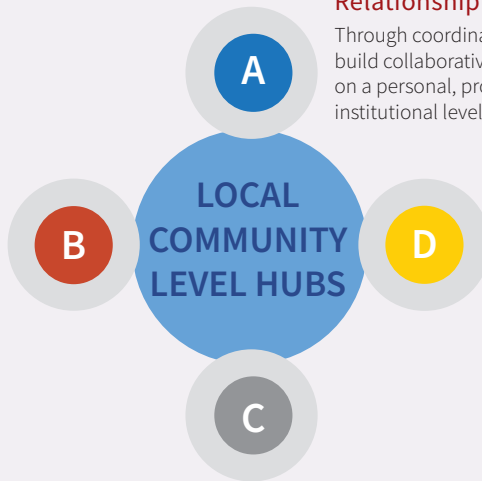 Relationship
Through coordina
build collaborativ
on a personal, pro
institutional level
A
LOCAL
COMMUNITY
LEVEL HUBS
B
D
C